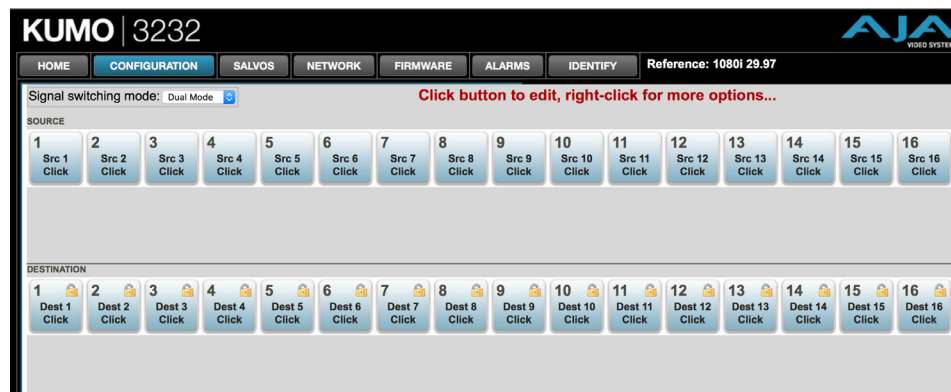 KUMO 3232
AJA
VIDEO SYSTEM
HOME CONFIGURATION SALVOS NETWORK FIRMWARE ALARMS IDENTIFY Reference: 1080i 29.97
Signal switching mode: Dual Mode Click button to edit, right-click for more options...
SOURCE
1 2 3 4 5 6 7 8 9 10 11 12 13 14 15 16
Src 1 Src 2 Src 3 Src 4 Src 5 Src 6 Src 7 Src 8 Src 9 Src 10 Src 11 Src 12 Src 13 Src 14 Src 15 Src 16
Click Click Click Click Click Click Click Click Click Click Click Click Click Click Click Click
DESTINATION
1 2 3 4 5 6 7 8 9 10 11 12 13 14 15 16
Dest 1 Dest 2 Dest 3 Dest 4 Dest 5 Dest 6 Dest 7 Dest 8 Dest 9 Dest 10 Dest 11 Dest 12 Dest 13 Dest 14 Dest 15 Dest 16
Click Click Click Click Click Click Click Click Click Click Click Click Click Click Click Click